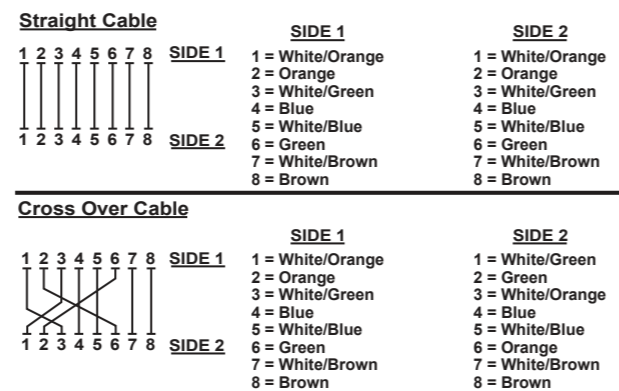 Straight Cable
1 2 3 4 5 6 7 8 SIDE 1
1 2 3 4 5 6 7 8 SIDE 2
SIDE 1
1 = White/Orange
2 = Orange
3 = White/Green
4 = Blue
5 = White/Blue
6 = Green
7 = White/Brown
8 = Brown
SIDE 2
1 = White/Orange
2 = Orange
3 = White/Green
4 = Blue
5 = White/Blue
6 = Green
7 = White/Brown
8 = Brown
Cross Over Cable
1 2 3 4 5 6 7 8 SIDE 1
1 2 3 4 5 6 7 8 SIDE 2
SIDE 1
1 = White/Orange
2 = Orange
3 = White/Green
4 = Blue
5 = White/Blue
6 = Green
7 = White/Brown
8 = Brown
SIDE 2
1 = White/Green
2 = Green
3 = White/Orange
4 = Blue
5 = White/Blue
6 = Orange
7 = White/Brown
8 = Brown